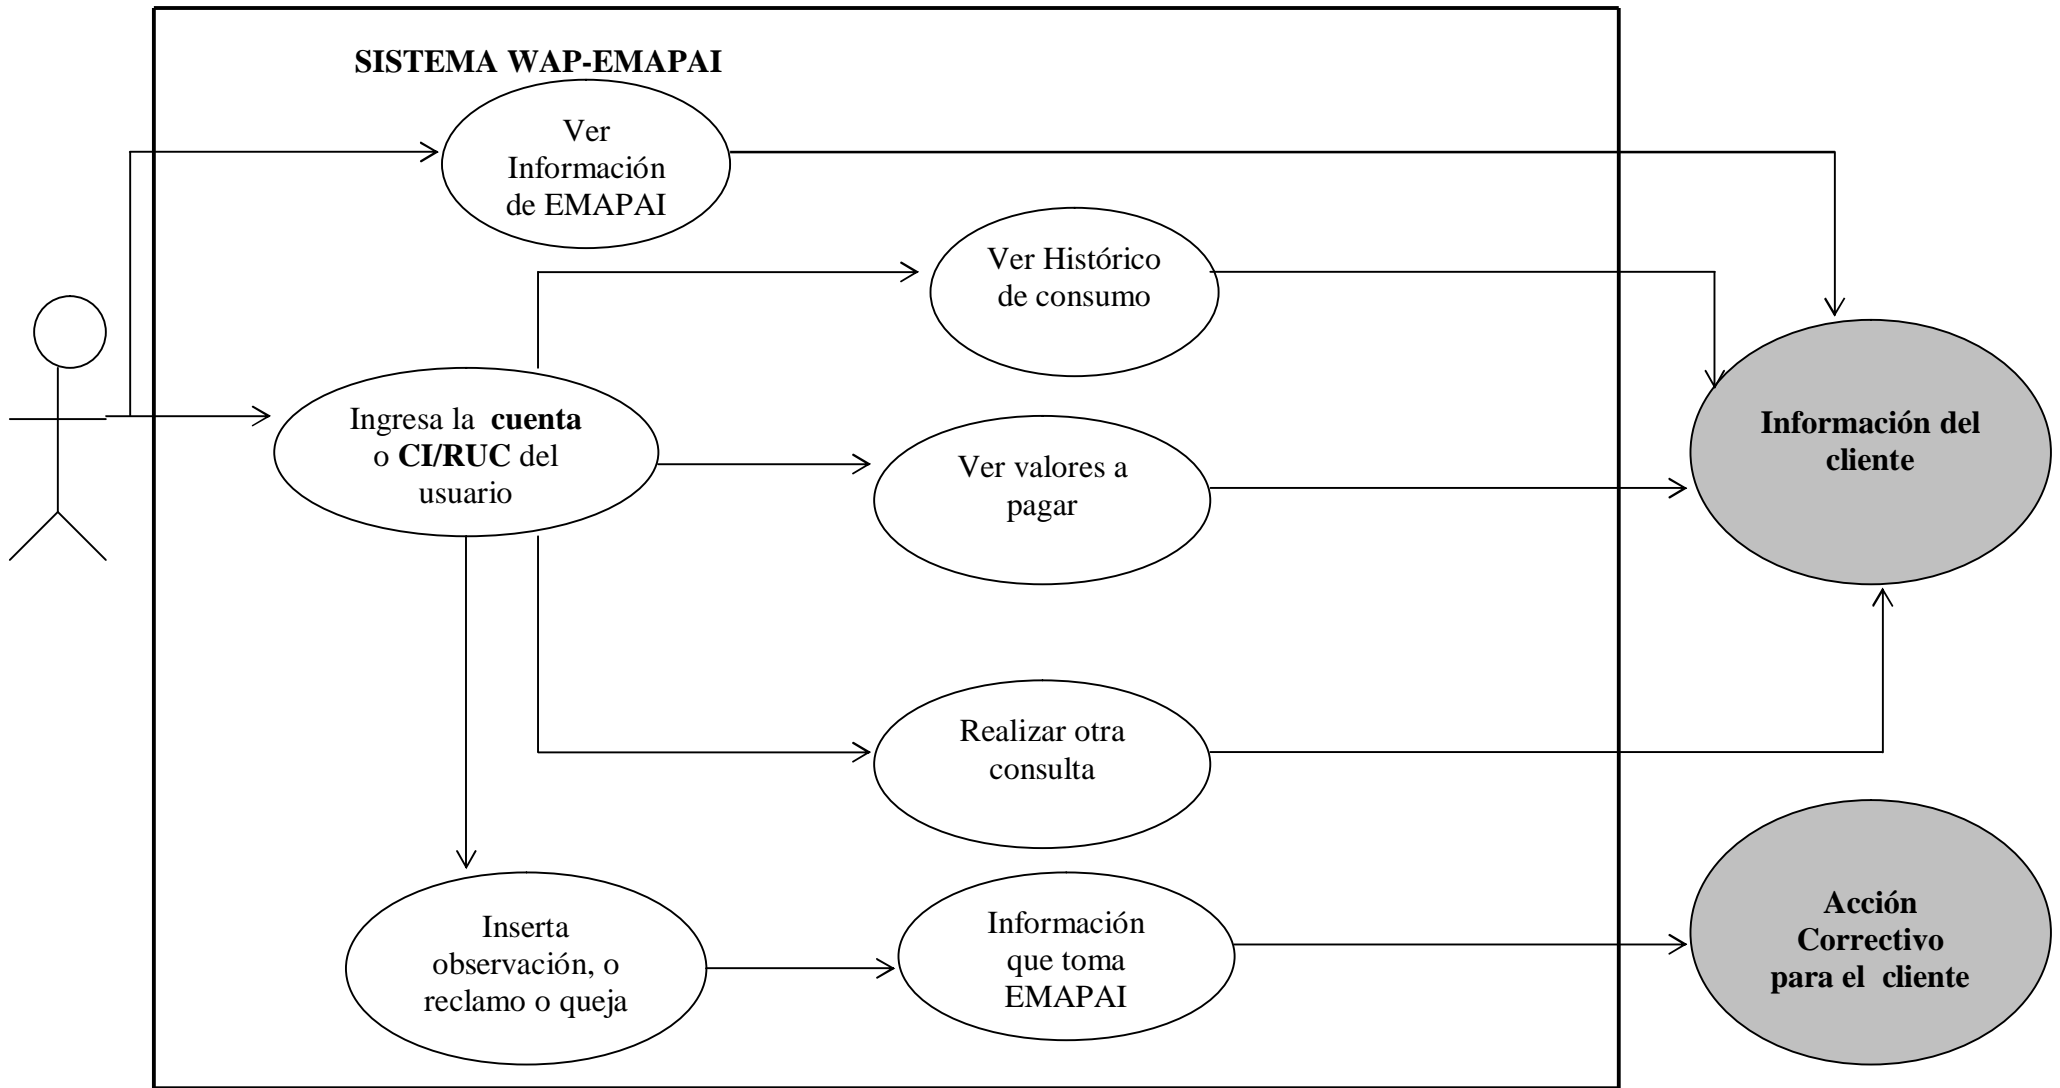 SISTEMA WAP-EMAPAI
Ver
Información
de EMAPAI
Ver Histórico
de consumo
Ingresa la cuenta
o CI/RUC del
usuario
Información del
cliente
Ver valores a
pagar
Realizar otra
consulta
Inserta
observación, o
reclamo o queja
Información
que toma
EMAPAI
Acción
Correctivo
para el cliente